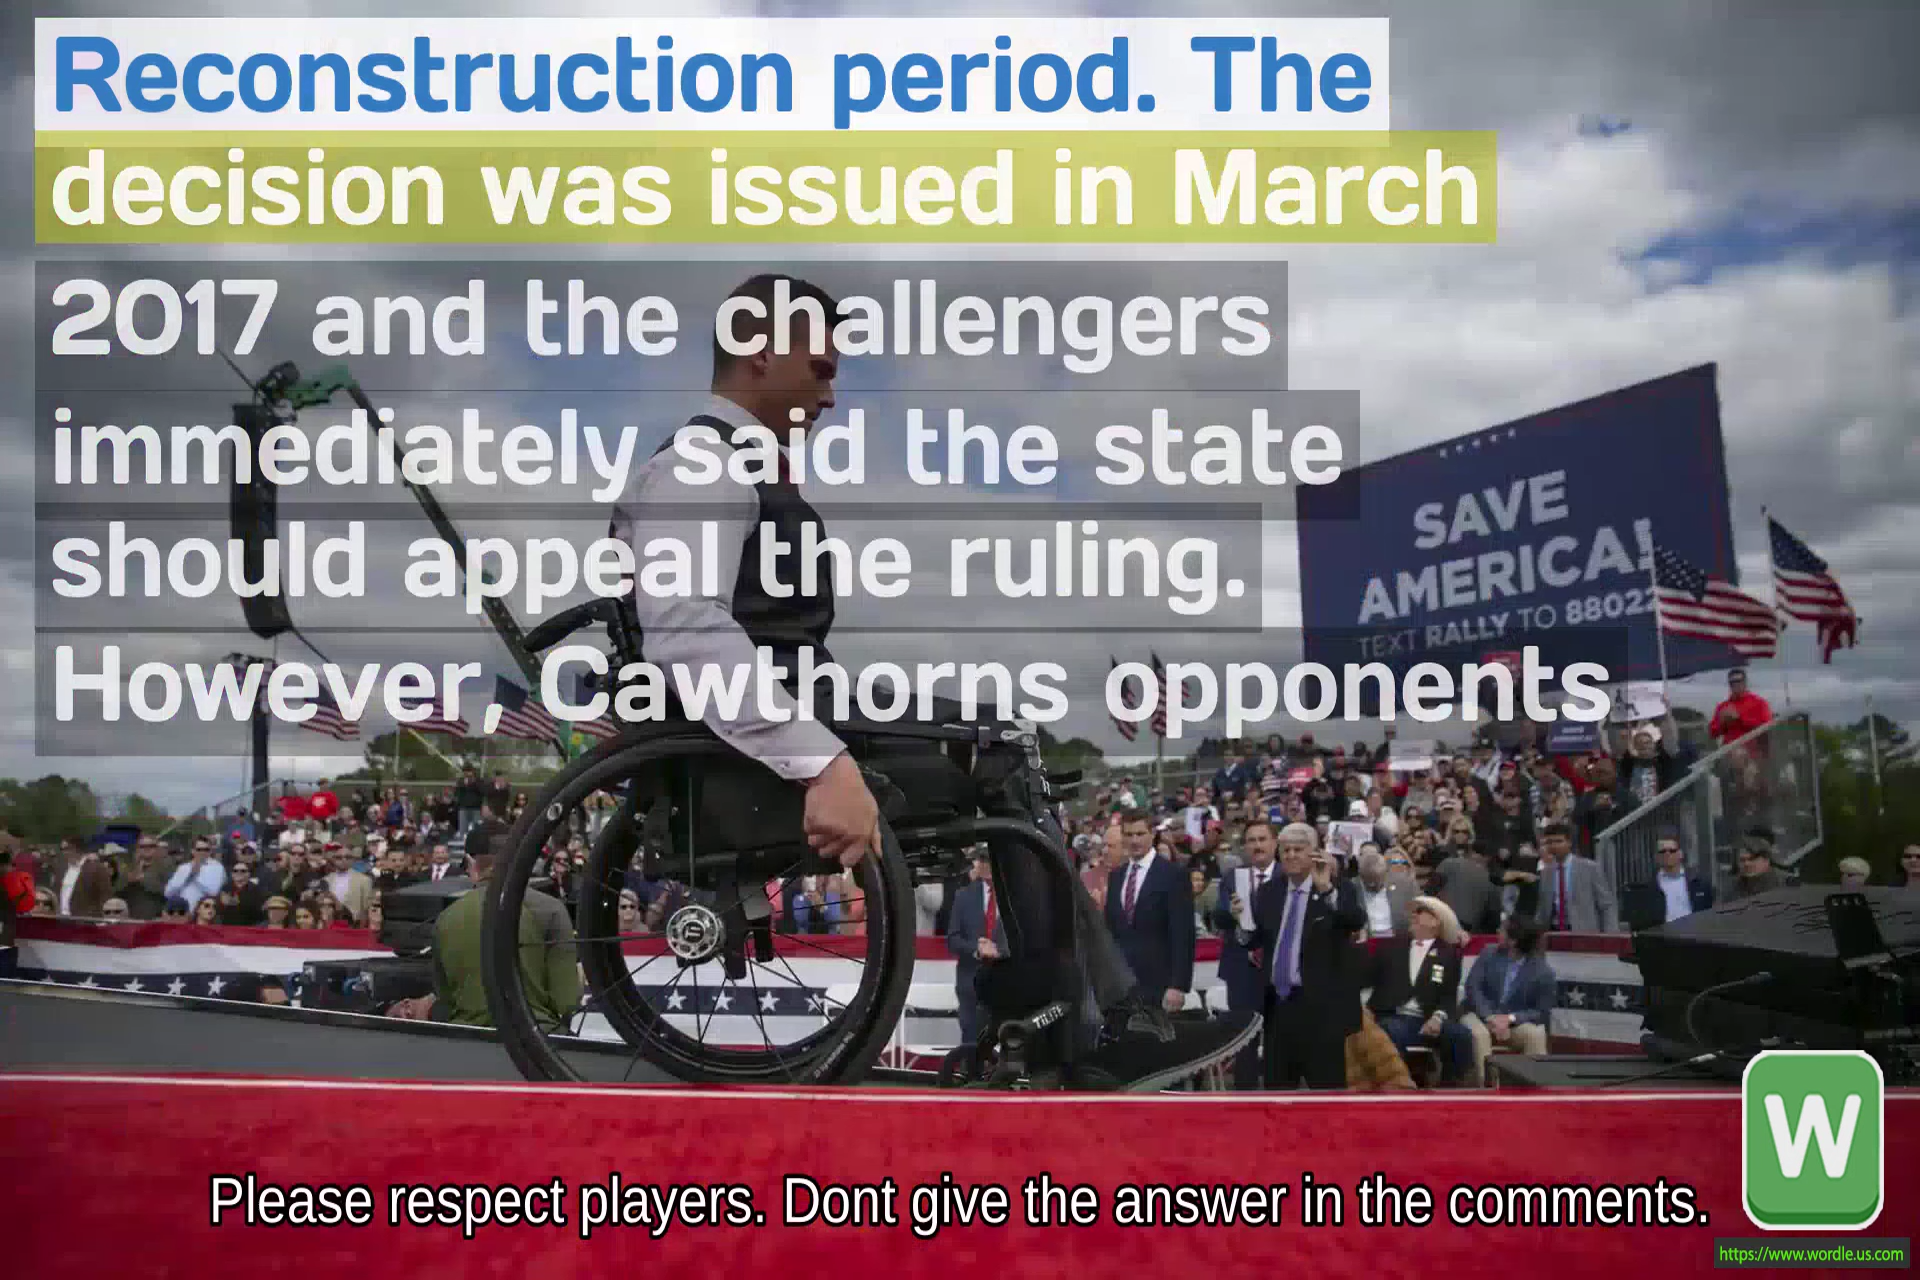 Reconstruction period. The
decision was issued in March
2017 and the challengers
immediately said the state
should appeal the ruling.
However, Cawthorns opponents
SAVE
AMERICA!
TEXT RALLY TO 88022
TiLite
Please respect players. Dont give the answer in the comments.
W
https://www.wordle.us.com